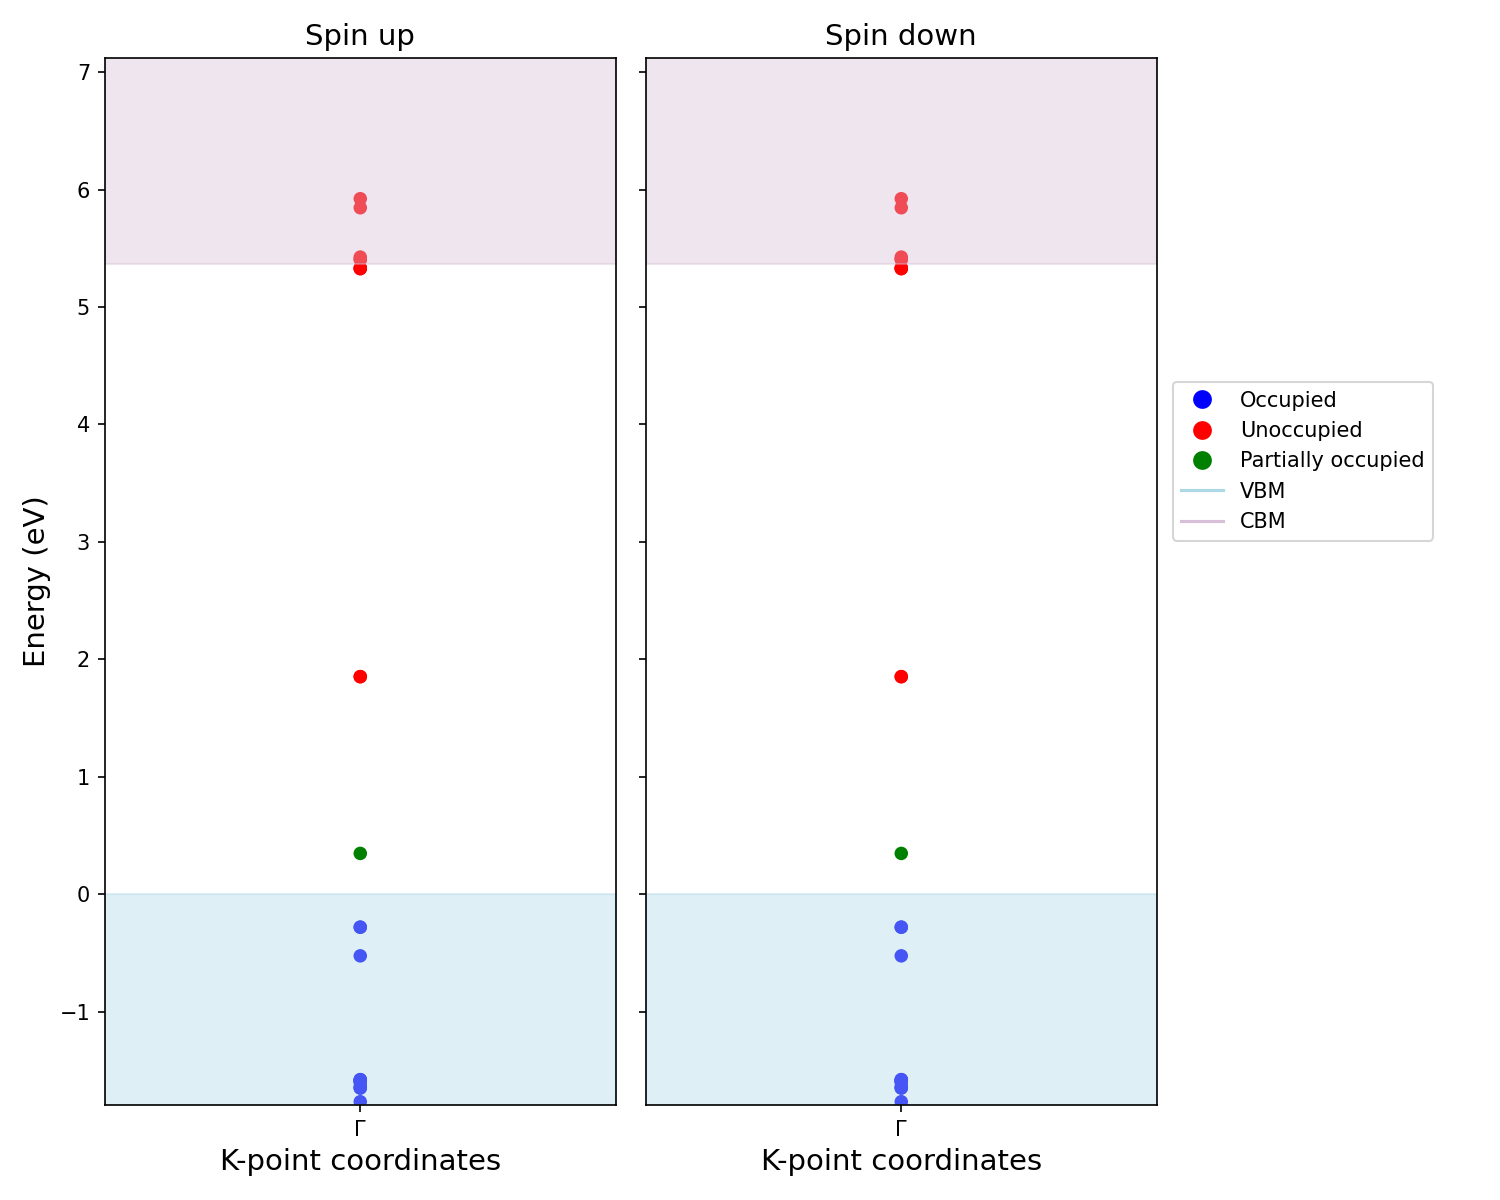 Spin up
Spin down
7
6
5
4
3
2
1
0
−1
Energy (eV)
Γ
Γ
K-point coordinates
K-point coordinates
Occupied
Unoccupied
Partially occupied
VBM
CBM